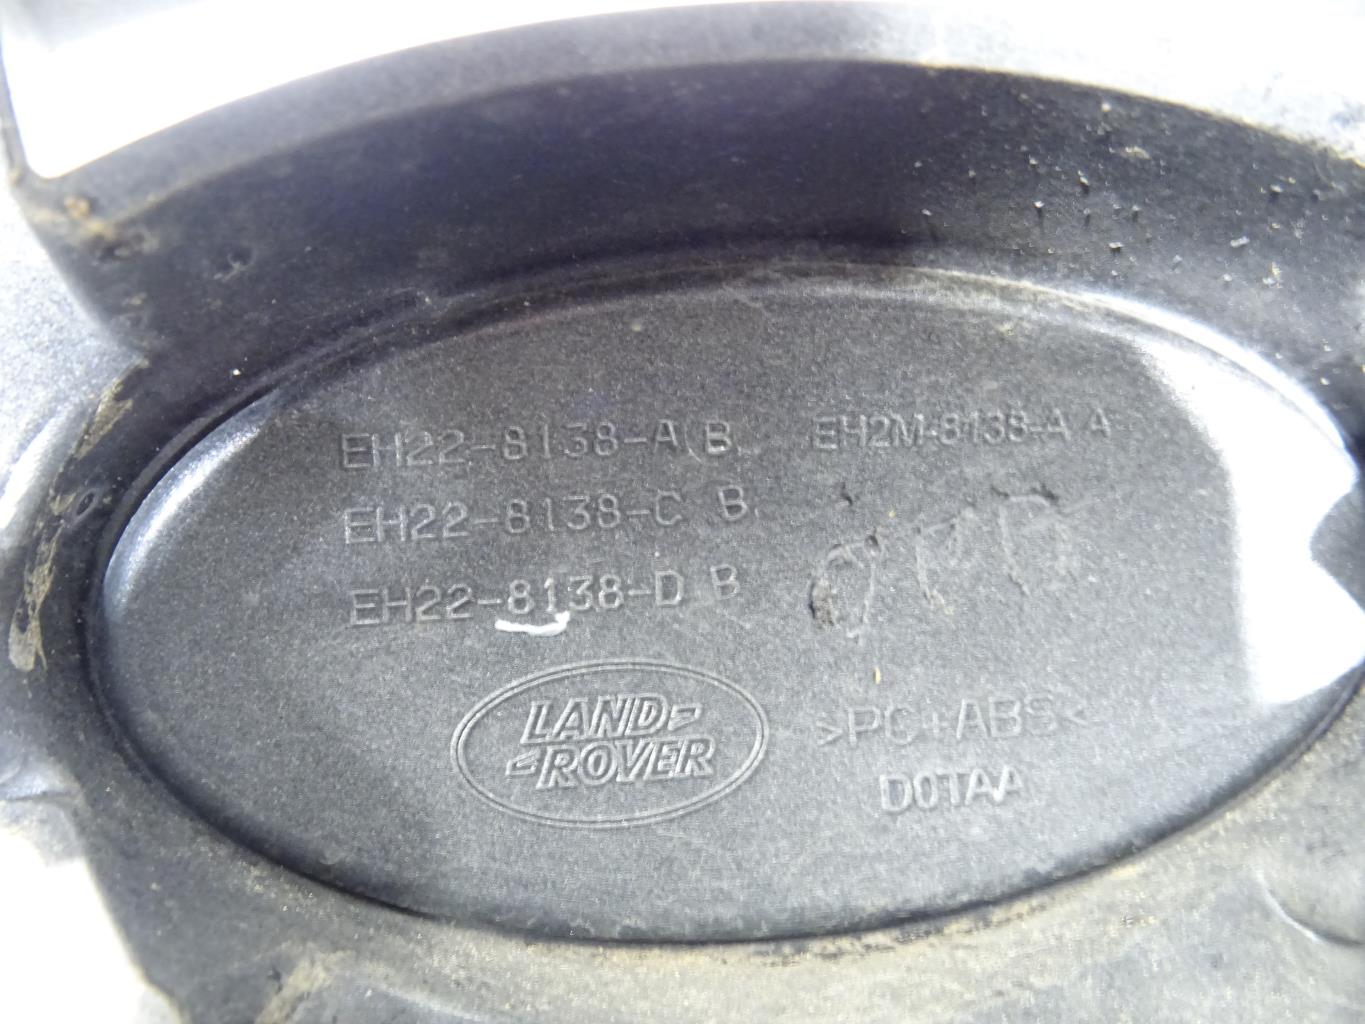 EH22-8138-A(B. EH2M-8138-A A
EH22-8138-C B.
EH22-8138-D B
LAND-
-ROVER
>PC+ABS<
D0TAA